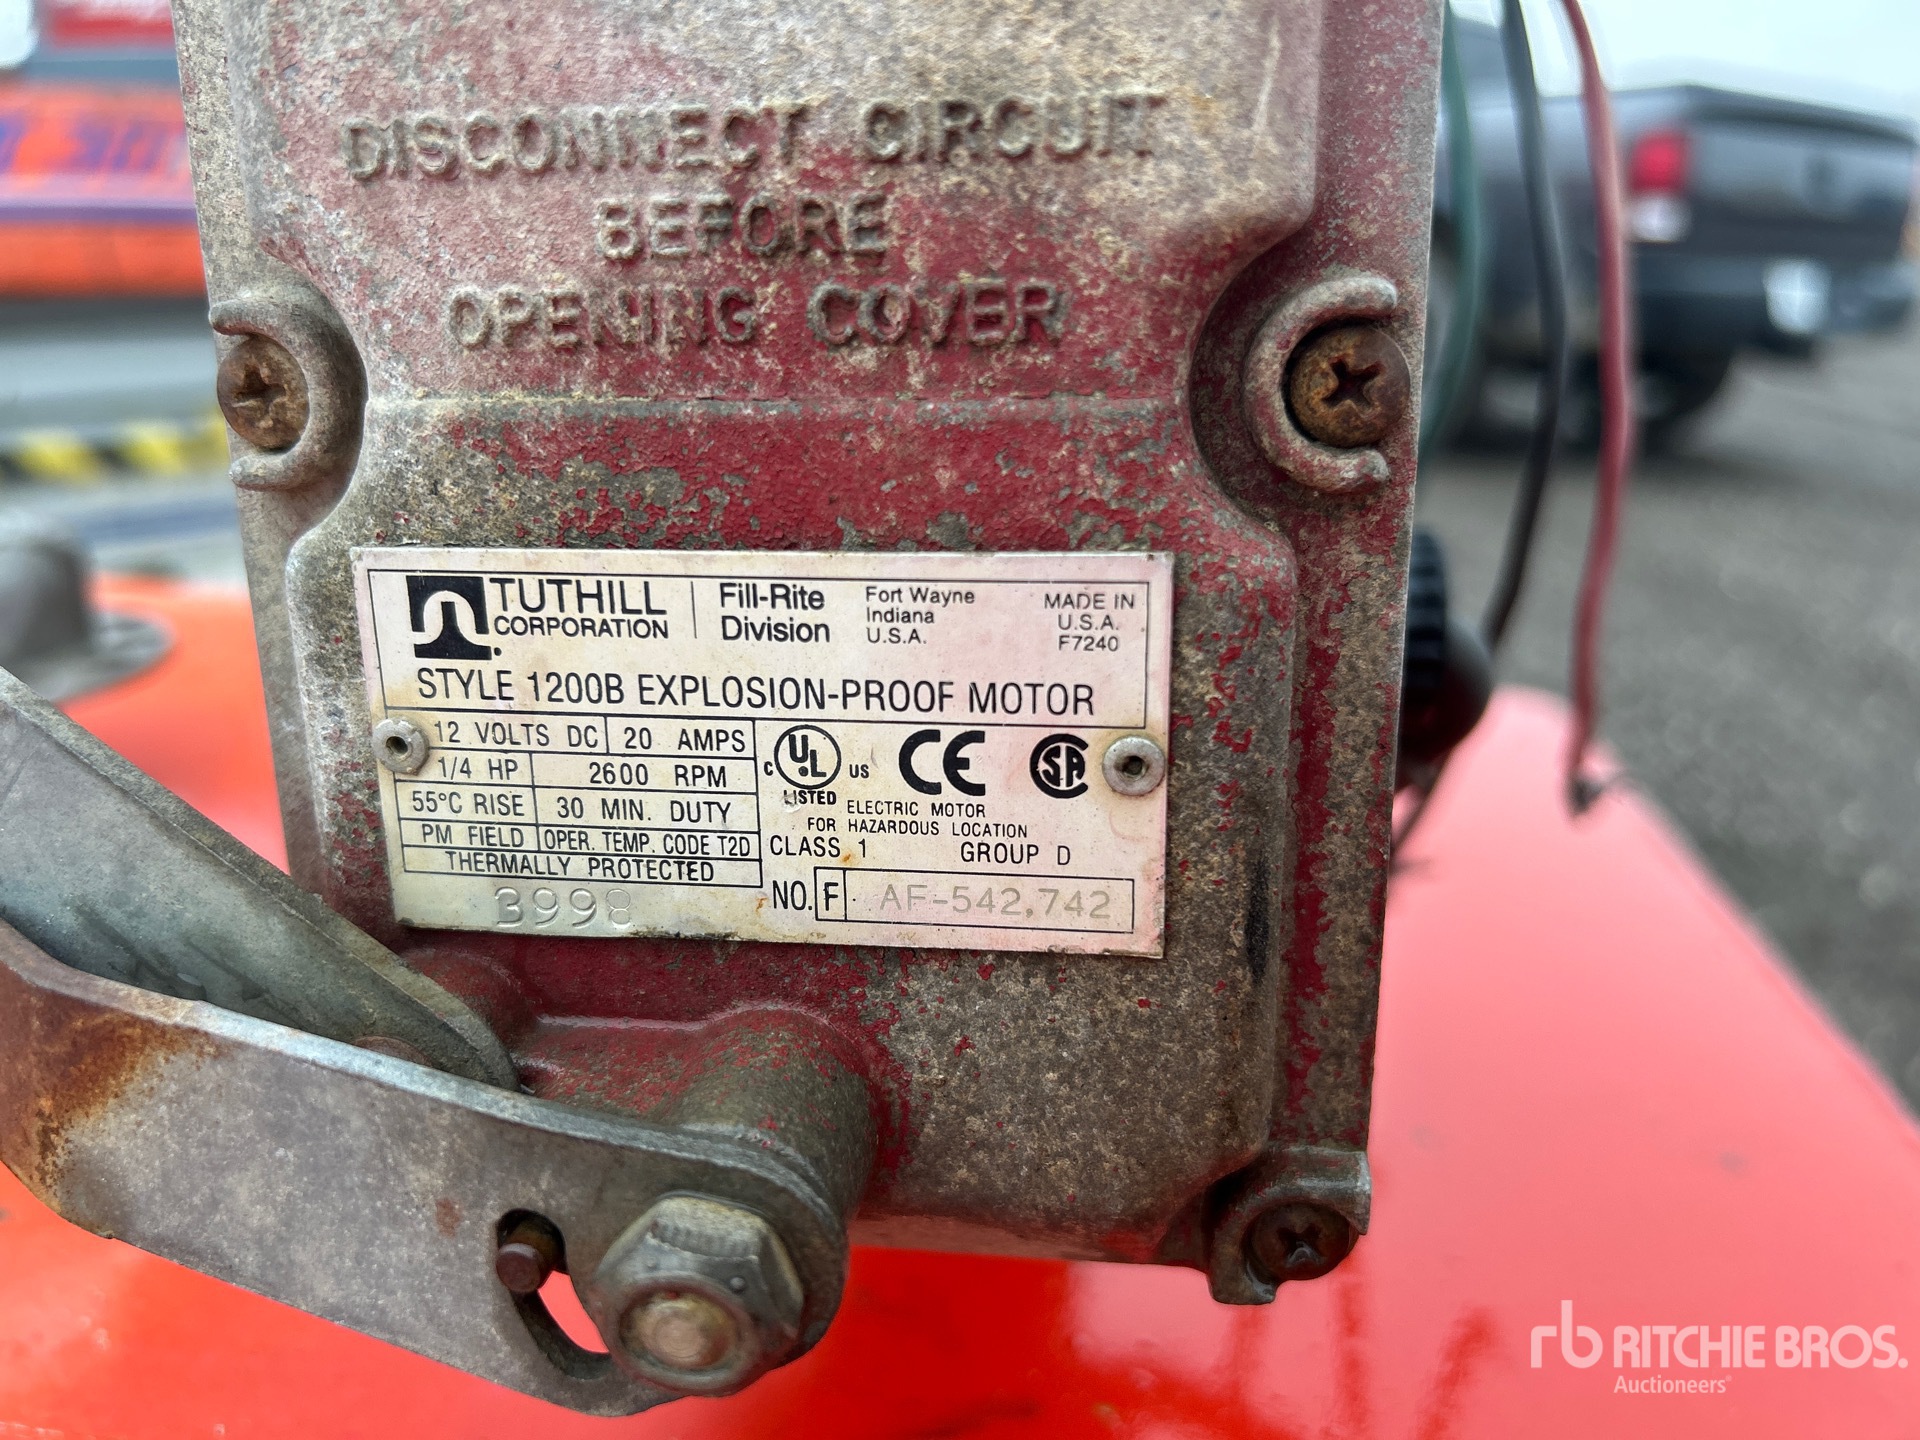 DISCONNECT CIRCUIT
BEFORE
OPENING COVER
TUTHILL
CORPORATION
Fill-Rite
Division
Fort Wayne
Indiana
U.S.A.
MADE IN
U.S.A.
F7240
STYLE 1200B EXPLOSION-PROOF MOTOR
12 VOLTS DC 20 AMPS
1/4 HP 2600 RPM
55°C RISE 30 MIN. DUTY
PM FIELD OPER. TEMP. CODE T2D
THERMALLY PROTECTED
3998
c UL US CE SA
LISTED ELECTRIC MOTOR
FOR HAZARDOUS LOCATION
CLASS 1 GROUP D
NO. F AF-542,742
rb RITCHIE BROS.
Auctioneers